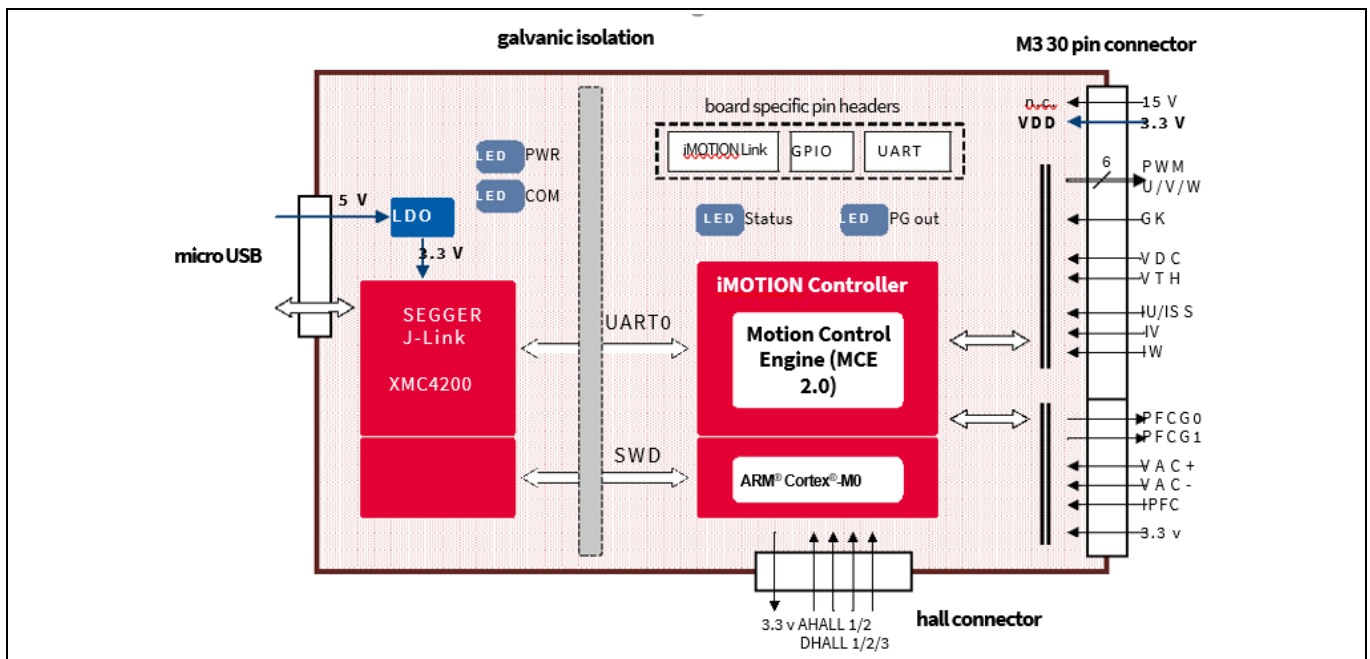 galvanic isolation
M3 30 pin connector
board specific pin headers
iMOTION Link
GPIO
UART
n.c.
15 V
VDD
3.3 V
LED PWR
LED COM
6
PWM
U/V/W
5 V
LDO
LED Status
LED PG out
GK
micro USB
3.3 V
VDC
VTH
iMOTION Controller
SEGGER
J-Link
XMC4200
UART0
Motion Control
Engine (MCE
2.0)
IU/ISS
IV
IW
PFCG0
PFCG1
SWD
ARM® Cortex®-M0
VAC+
VAC-
IPFC
3.3 v
3.3 v AHALL 1/2
DHALL 1/2/3
hall connector